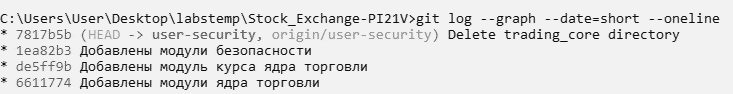 C:\Users\User\Desktop\labstemp\Stock_Exchange-PI21V>git log --graph --date=short --oneline
* 7817b5b (HEAD -> user-security, origin/user-security) Delete trading_core directory
* 1ea82b3 Добавлены модули безопасности
* de5ff9b Добавлены модуль курса ядра торговли
* 6611774 Добавлены модули ядра торговли